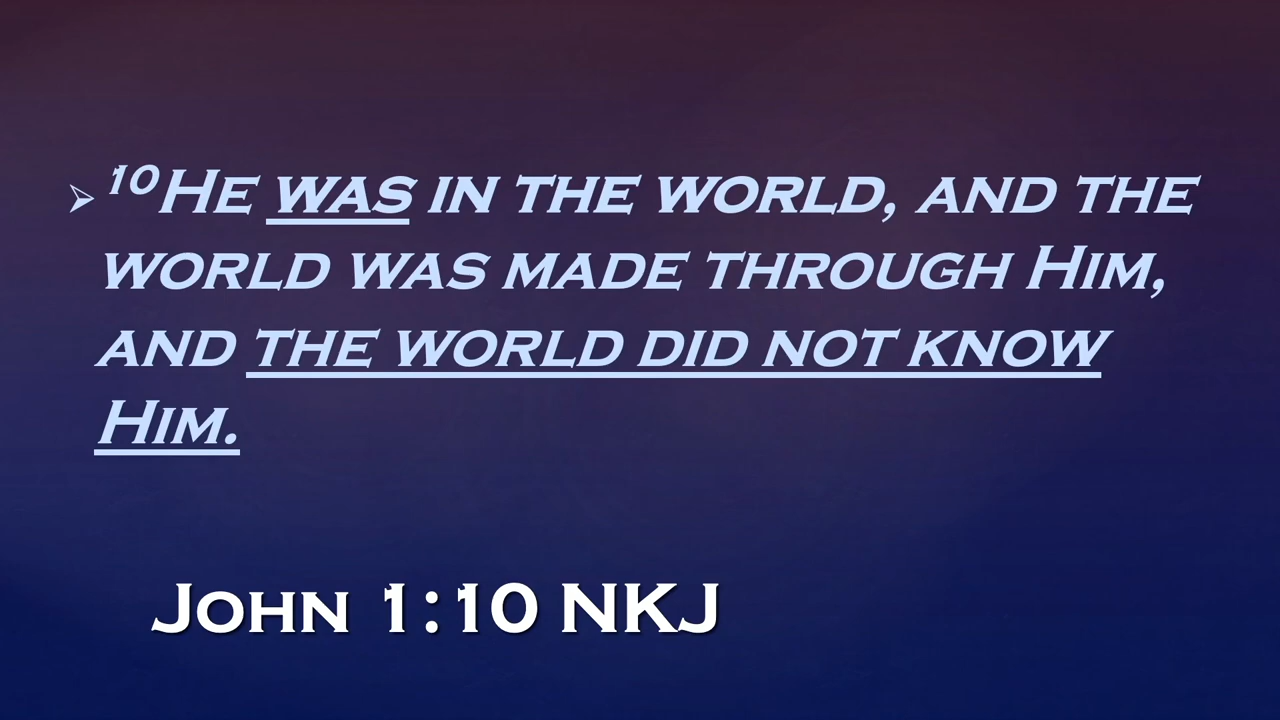 ➢ ¹⁰He was in the world, and the
world was made through Him,
and the world did not know
Him.
John 1:10 NKJ